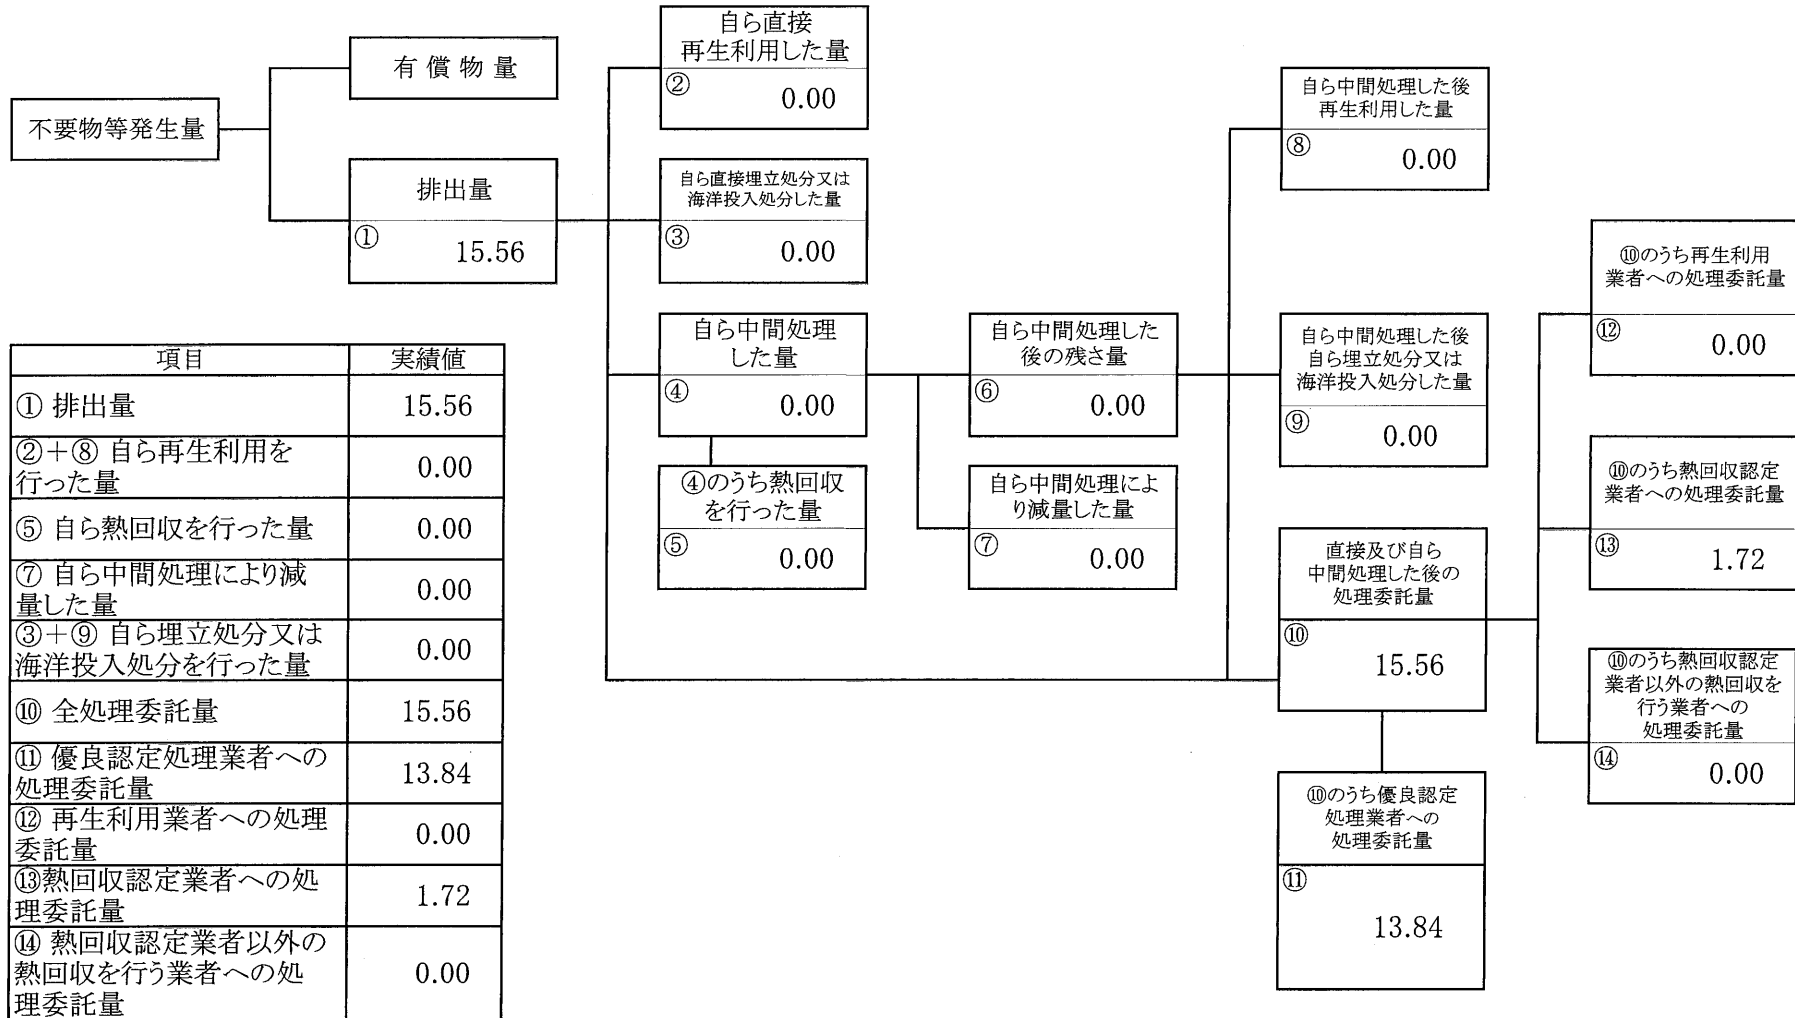 不要物等発生量
有償物量
排出量
①
15.56
自ら直接
再生利用した量
②
0.00
自ら直接埋立処分又は
海洋投入処分した量
③
0.00
自ら中間処理
した量
④
0.00
④のうち熱回収
を行った量
⑤
0.00
自ら中間処理した
後の残さ量
⑥
0.00
自ら中間処理によ
り減量した量
⑦
0.00
自ら中間処理した後
再生利用した量
⑧
0.00
自ら中間処理した後
自ら埋立処分又は
海洋投入処分した量
⑨
0.00
直接及び自ら
中間処理した後の
処理委託量
⑩
15.56
⑩のうち優良認定
処理業者への
処理委託量
⑪
13.84
⑩のうち再生利用
業者への処理委託量
⑫
0.00
⑩のうち熱回収認定
業者への処理委託量
⑬
1.72
⑩のうち熱回収認定
業者以外の熱回収を
行う業者への
処理委託量
⑭
0.00
項目 実績値
① 排出量 15.56
②+⑧ 自ら再生利用を
行った量 0.00
⑤ 自ら熱回収を行った量 0.00
⑦ 自ら中間処理により減
量した量 0.00
③+⑨ 自ら埋立処分又は
海洋投入処分を行った量 0.00
⑩ 全処理委託量 15.56
⑪ 優良認定処理業者への
処理委託量 13.84
⑫ 再生利用業者への処理
委託量 0.00
⑬熱回収認定業者への処
理委託量 1.72
⑭ 熱回収認定業者以外の
熱回収を行う業者への処
理委託量 0.00